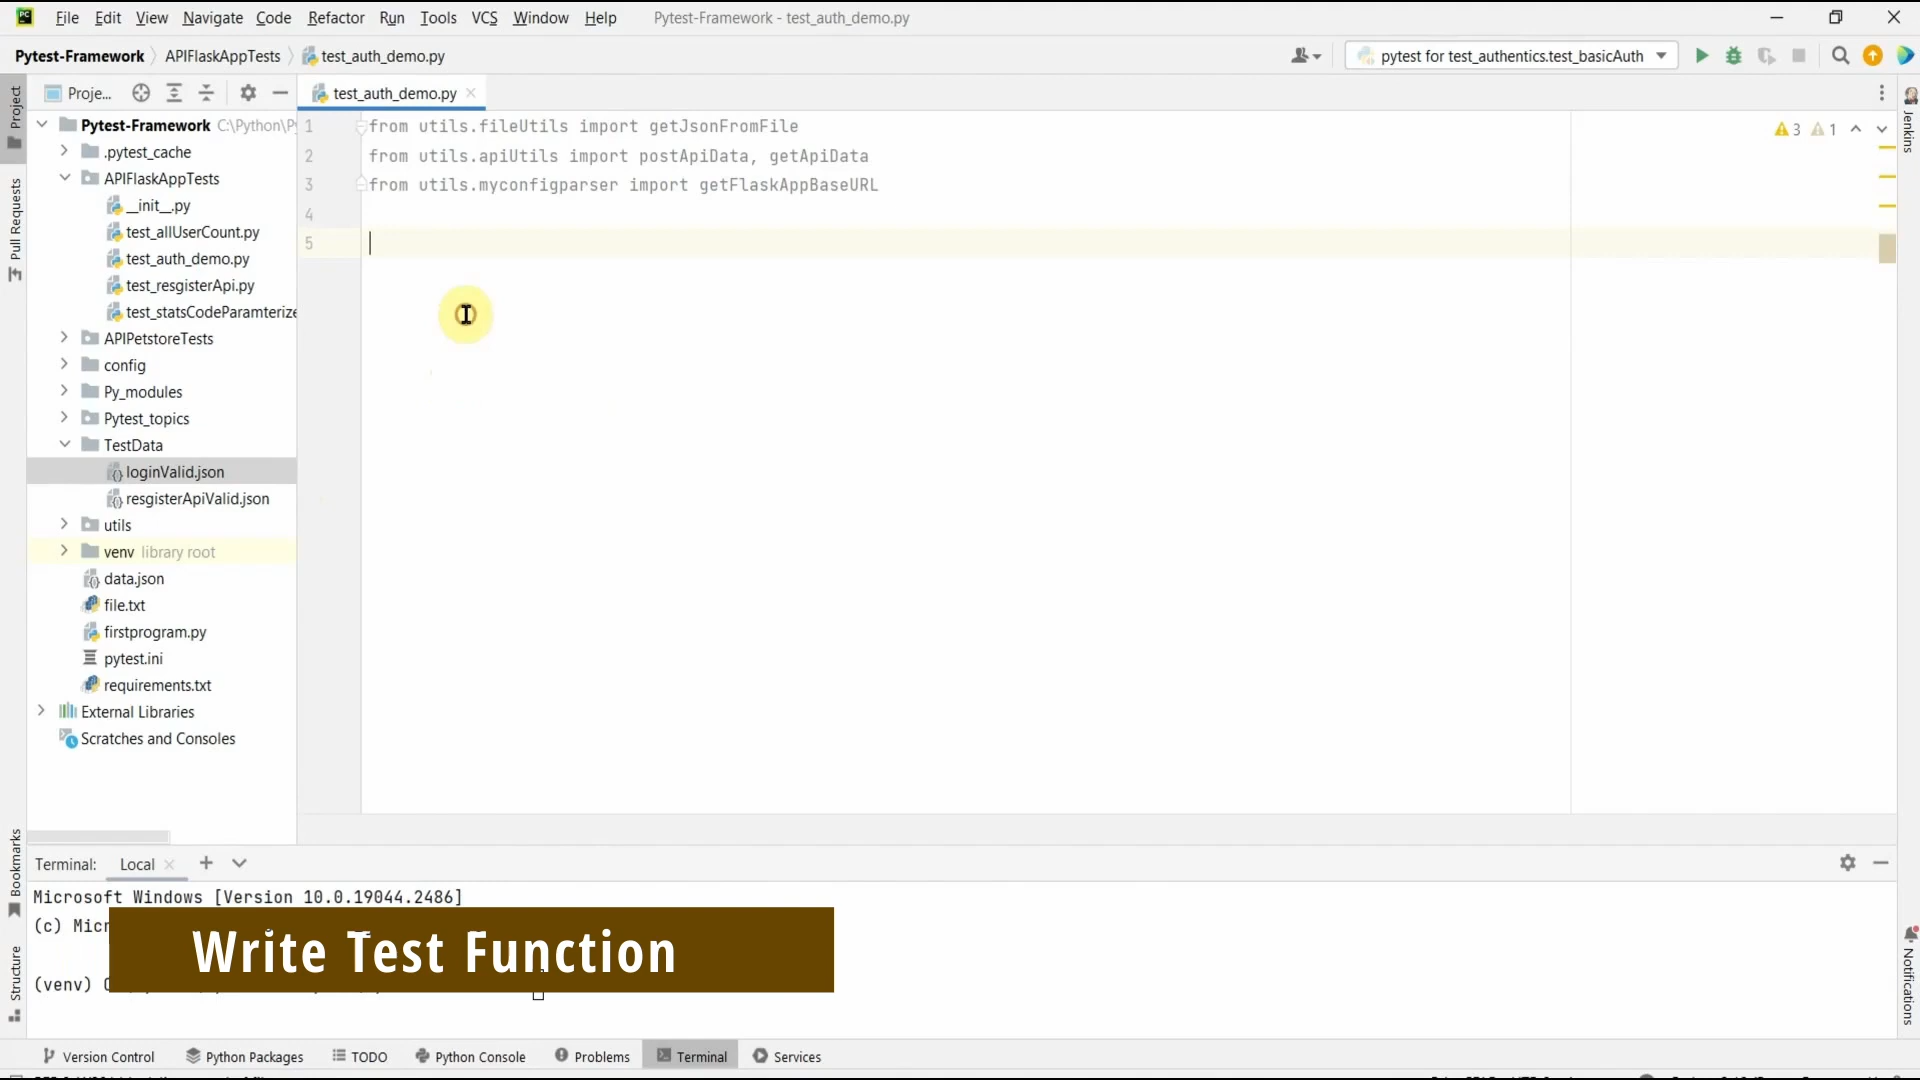 File Edit View Navigate Code Refactor Run Tools VCS Window Help Pytest-Framework - test_auth_demo.py
Pytest-Framework APIFlaskAppTests test_auth_demo.py pytest for test_authentics.test_basicAuth
Proje... test_auth_demo.py
Project
Pull Requests
Bookmarks
Structure
Jenkins
Notifications
Pytest-Framework C:\Python\Py
.pytest_cache
APIFlaskAppTests
__init__.py
test_allUserCount.py
test_auth_demo.py
test_resgisterApi.py
test_statsCodeParamterize
APIPetstoreTests
config
Py_modules
Pytest_topics
TestData
loginValid.json
resgisterApiValid.json
utils
venv library root
data.json
file.txt
firstprogram.py
pytest.ini
requirements.txt
External Libraries
Scratches and Consoles
1 from utils.fileUtils import getJsonFromFile
2 from utils.apiUtils import postApiData, getApiData
3 from utils.myconfigparser import getFlaskAppBaseURL
4
5
3 1
Terminal: Local
Microsoft Windows [Version 10.0.19044.2486]
(c) Micr
Write Test Function
(venv) C
Version Control Python Packages TODO Python Console Problems Terminal Services